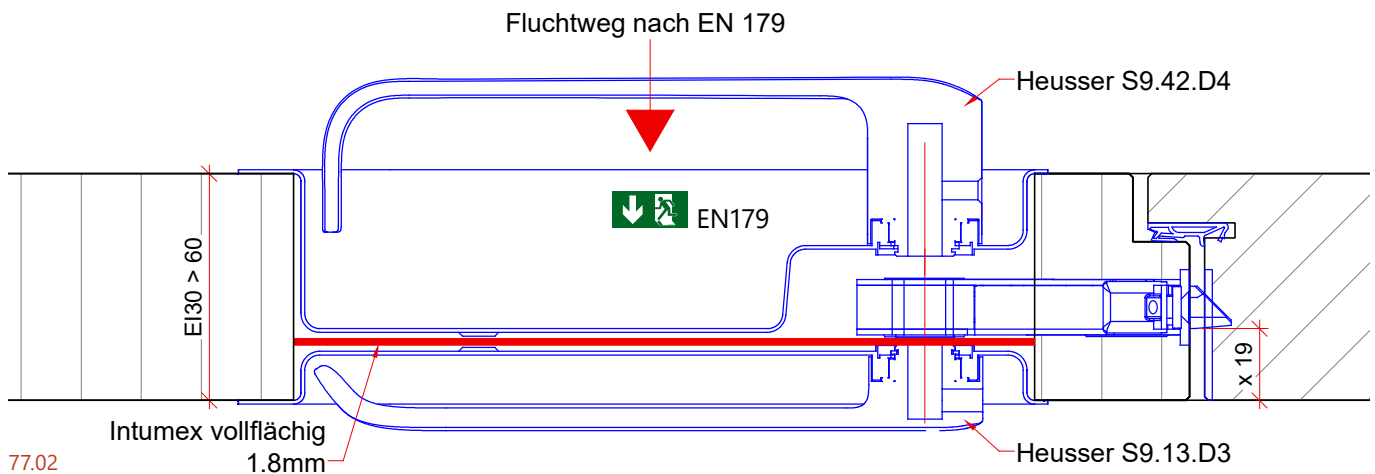 Fluchtweg nach EN 179
Heusser S9.42.D4
EN179
EI30 > 60
x 19
Intumex vollflächig
1.8mm
Heusser S9.13.D3
77.02